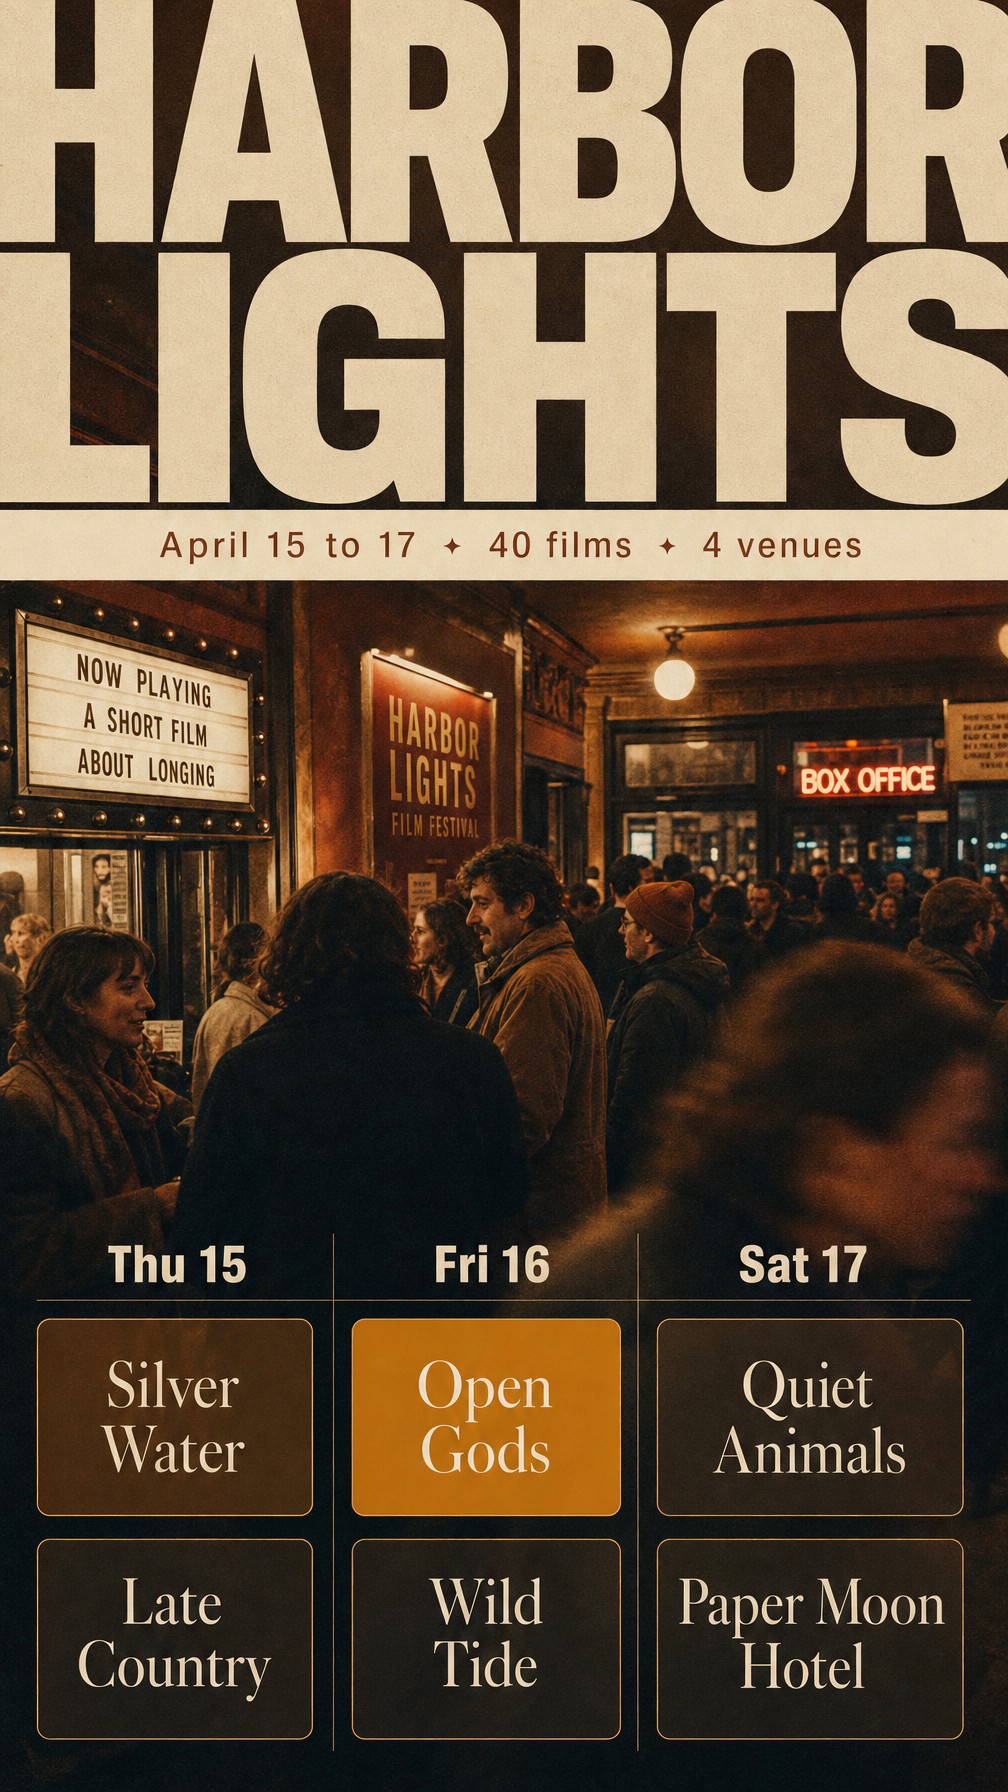 HARBOR
LIGHTS
April 15 to 17 ✦ 40 films ✦ 4 venues
NOW PLAYING
A SHORT FILM
ABOUT LONGING
HARBOR
LIGHTS
FILM FESTIVAL
BOX OFFICE
Thu 15
Fri 16
Sat 17
Silver
Water
Open
Gods
Quiet
Animals
Late
Country
Wild
Tide
Paper Moon
Hotel